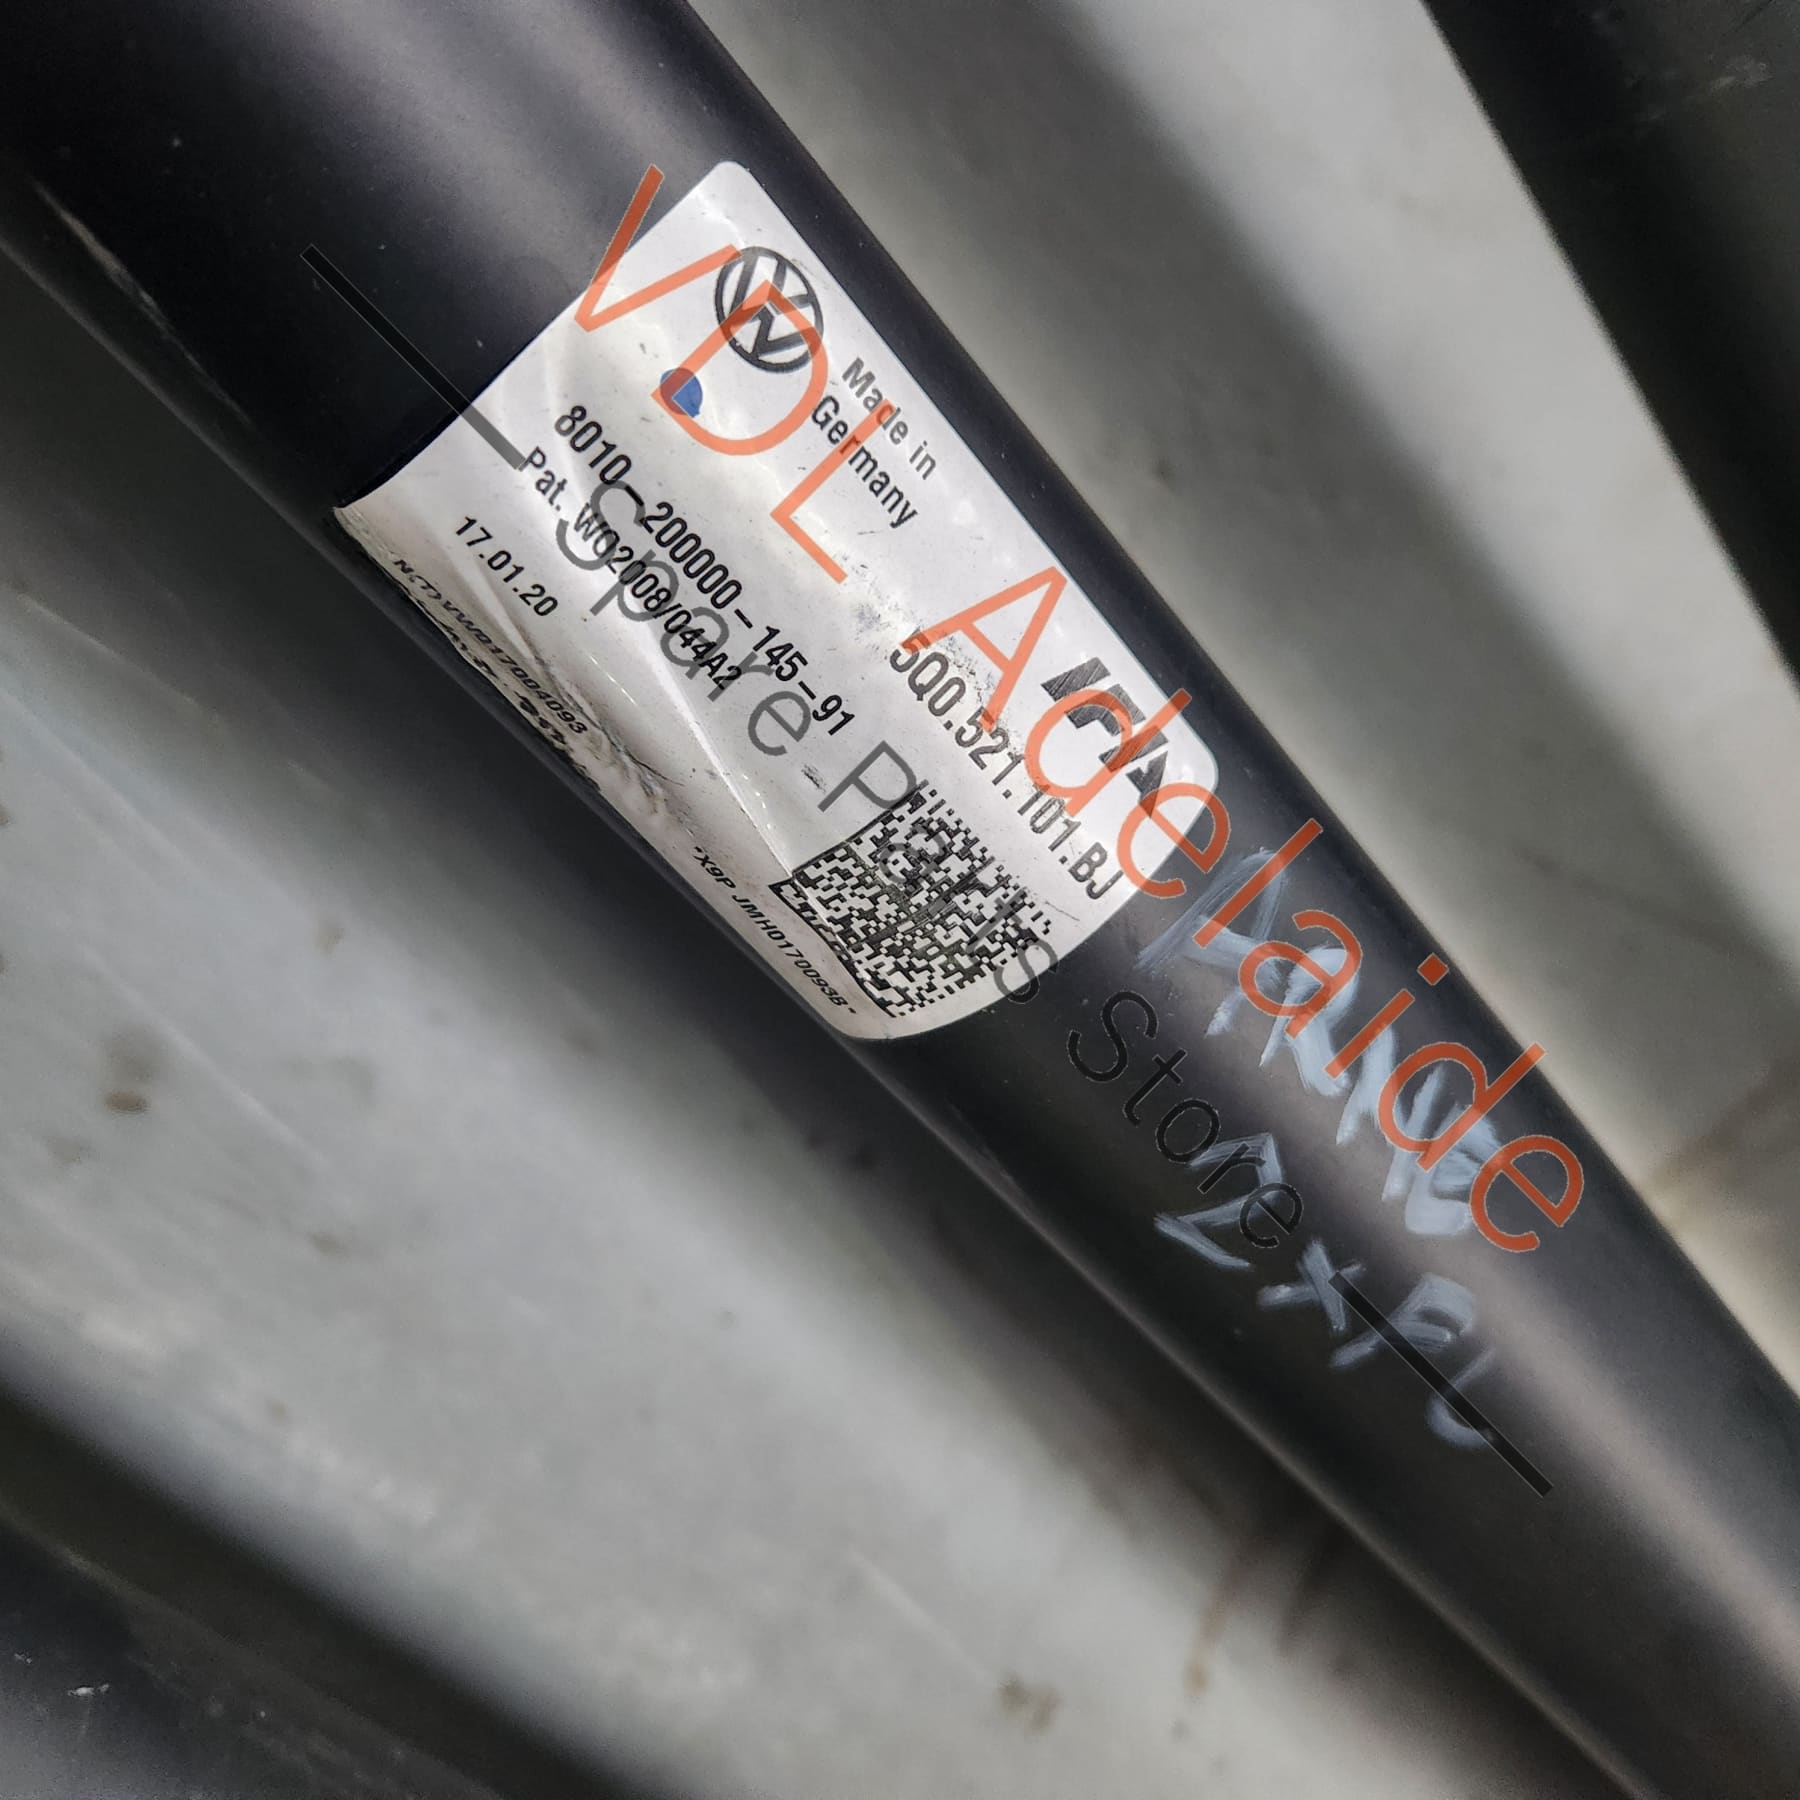 Made in
Germany
8010-200000-145-91
Pat. WO2008/044A2
17.01.20
5Q0.521.101.BJ
*X9P JMH0170093B*
VDL Adelaide
Spare Parts Store